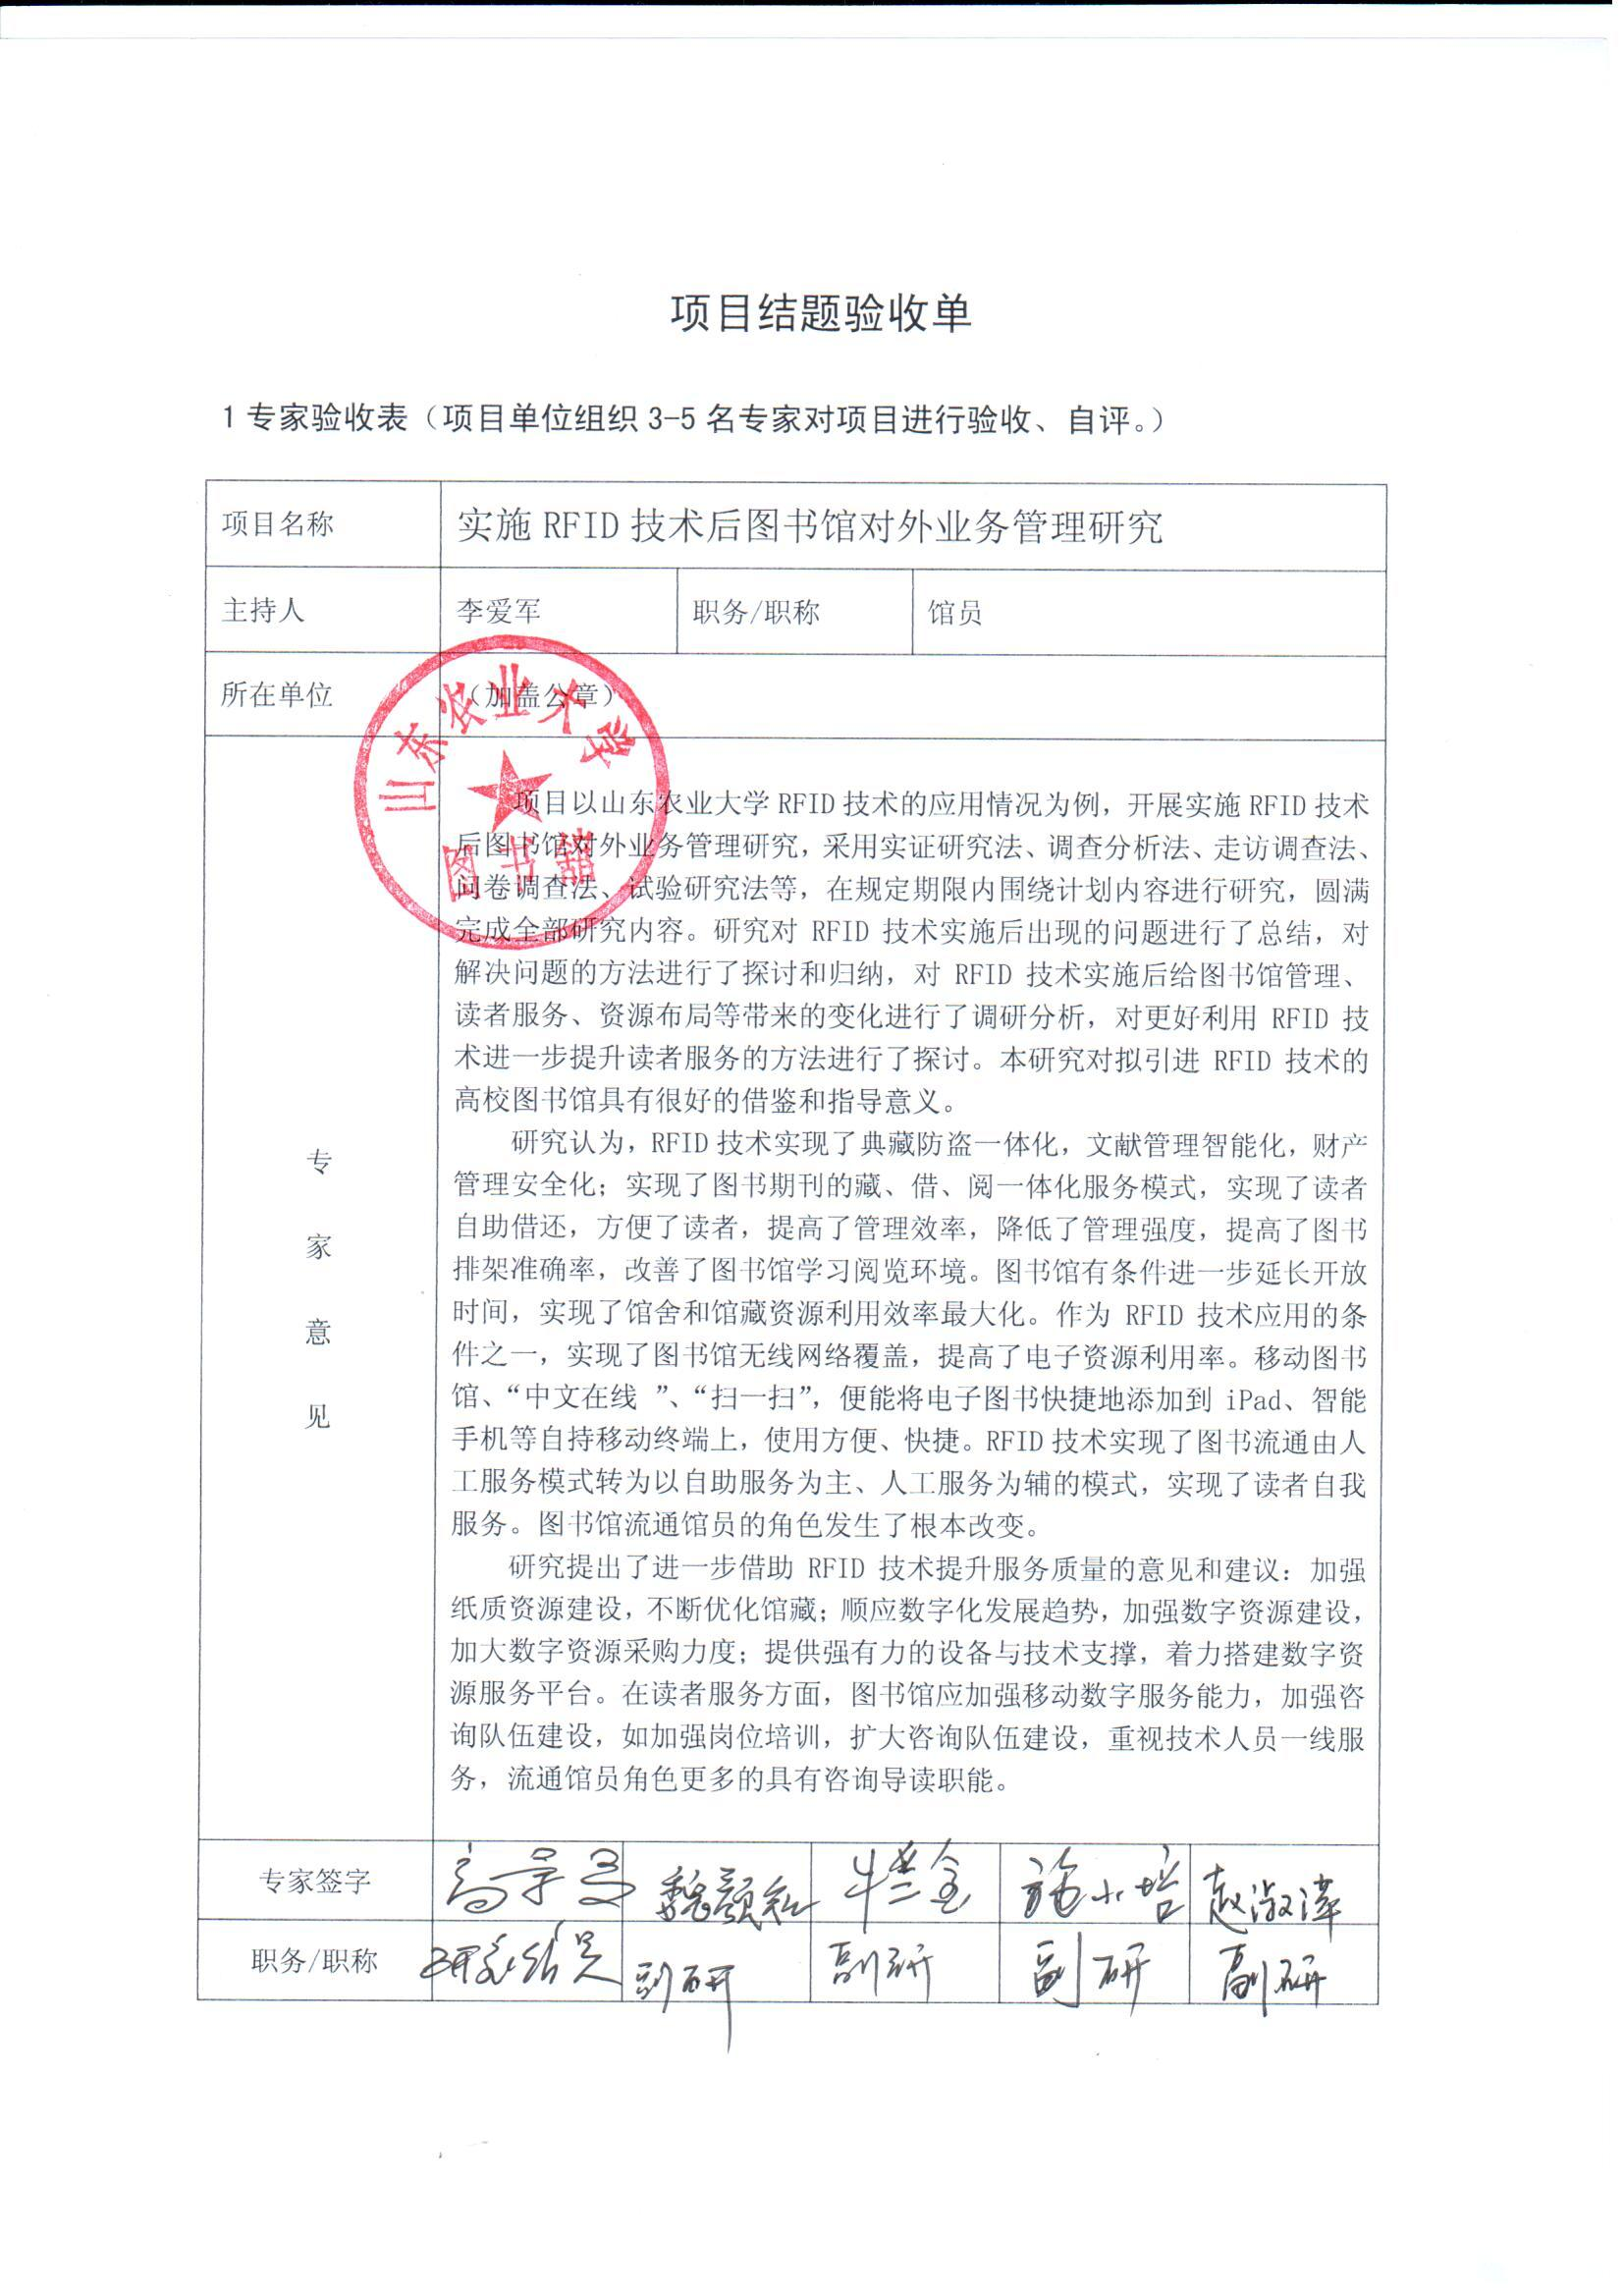 项目结题验收单
1 专家验收表（项目单位组织 3-5 名专家对项目进行验收、自评。）
项目名称 实施 RFID 技术后图书馆对外业务管理研究
主持人 李爱军 职务/职称 馆员
所在单位 （加盖公章）
山东农业大学
图书馆
项目以山东农业大学 RFID 技术的应用情况为例，开展实施 RFID 技术
后图书馆对外业务管理研究，采用实证研究法、调查分析法、走访调查法、
问卷调查法、试验研究法等，在规定期限内围绕计划内容进行研究，圆满
完成全部研究内容。研究对 RFID 技术实施后出现的问题进行了总结，对
解决问题的方法进行了探讨和归纳，对 RFID 技术实施后给图书馆管理、
读者服务、资源布局等带来的变化进行了调研分析，对更好利用 RFID 技
术进一步提升读者服务的方法进行了探讨。本研究对拟引进 RFID 技术的
高校图书馆具有很好的借鉴和指导意义。
研究认为，RFID 技术实现了典藏防盗一体化，文献管理智能化，财产
管理安全化；实现了图书期刊的藏、借、阅一体化服务模式，实现了读者
自助借还，方便了读者，提高了管理效率，降低了管理强度，提高了图书
排架准确率，改善了图书馆学习阅览环境。图书馆有条件进一步延长开放
时间，实现了馆舍和馆藏资源利用效率最大化。作为 RFID 技术应用的条
件之一，实现了图书馆无线网络覆盖，提高了电子资源利用率。移动图书
馆、“中文在线 ”、“扫一扫”，便能将电子图书快捷地添加到 iPad、智能
手机等自持移动终端上，使用方便、快捷。RFID 技术实现了图书流通由人
工服务模式转为以自助服务为主、人工服务为辅的模式，实现了读者自我
服务。图书馆流通馆员的角色发生了根本改变。
研究提出了进一步借助 RFID 技术提升服务质量的意见和建议：加强
纸质资源建设，不断优化馆藏；顺应数字化发展趋势，加强数字资源建设，
加大数字资源采购力度；提供强有力的设备与技术支撑，着力搭建数字资
源服务平台。在读者服务方面，图书馆应加强移动数字服务能力，加强咨
询队伍建设，如加强岗位培训，扩大咨询队伍建设，重视技术人员一线服
务，流通馆员角色更多的具有咨询导读职能。
专
家
意
见
专家签字 施小培 赵淑萍
职务/职称 研究馆员 副研 副研 副研 副研